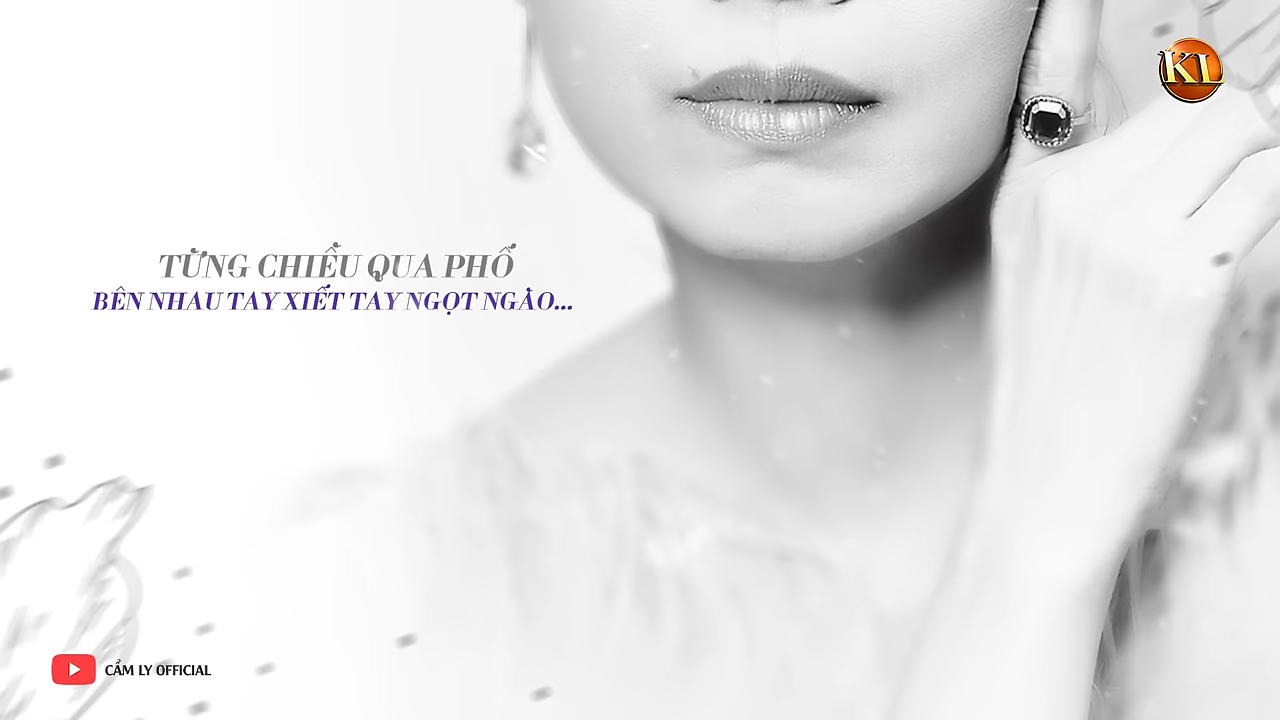 KL
TỪNG CHIỀU QUA PHỐ
BÊN NHAU TAY XIẾT TAY NGỌT NGÀO...
CẨM LY OFFICIAL